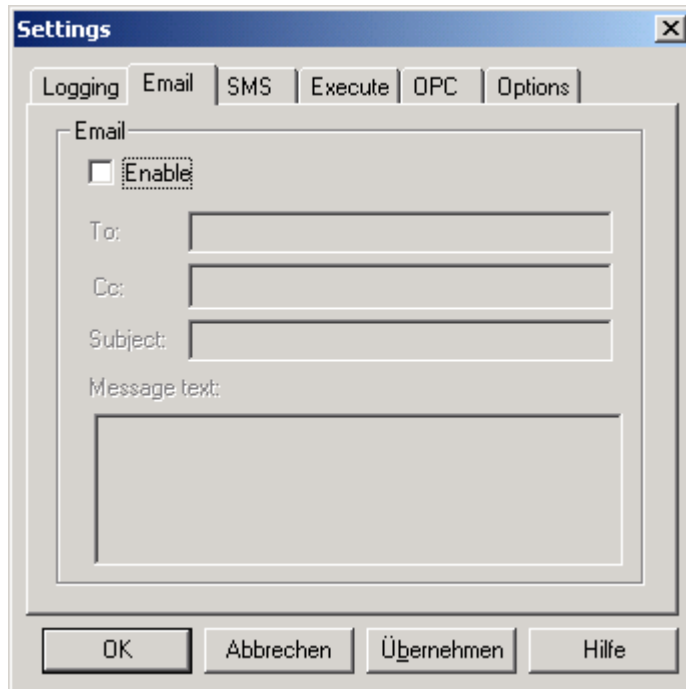 Settings
Logging Email SMS Execute OPC Options
Email
Enable
To:
Cc:
Subject:
Message text:
OK Abbrechen Übernehmen Hilfe